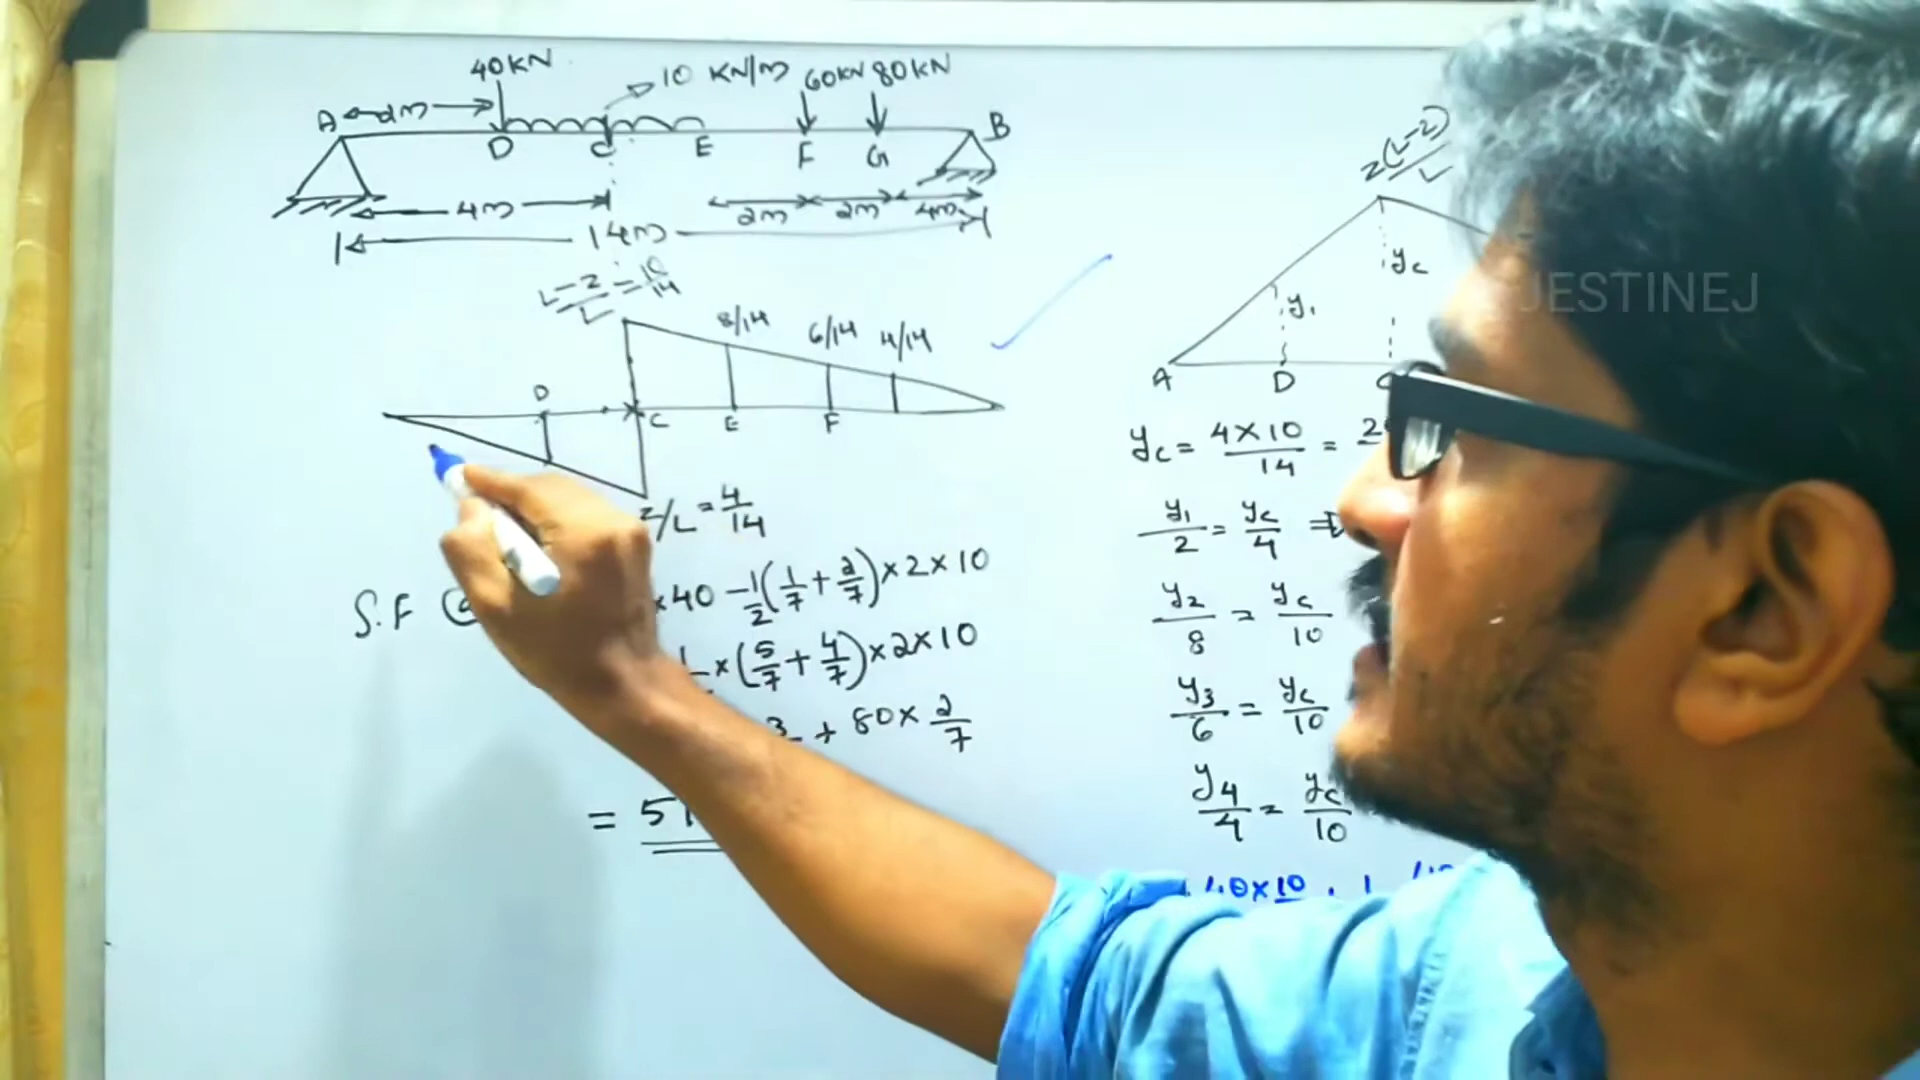 40KN
10 KN/m 60KN 80KN
A 2m
B
D C E F G
4m 2m 2m 4m
14m
L-2/L = 10/14
8/14 6/14 4/14
D
C E F
Z/L = 4/14
S.F @
×40 - 1/2(1/7 + 2/7)×2×10
×(5/7 + 4/7)×2×10
+ 80× 2/7
=
Z(L-Z)/L
yc
y1
A D C
JESTINEJ
yc = 4×10/14 =
y1/2 = yc/4 ⇒
y2/8 = yc/10
y3/6 = yc/10
y4/4 = yc/10
40×10